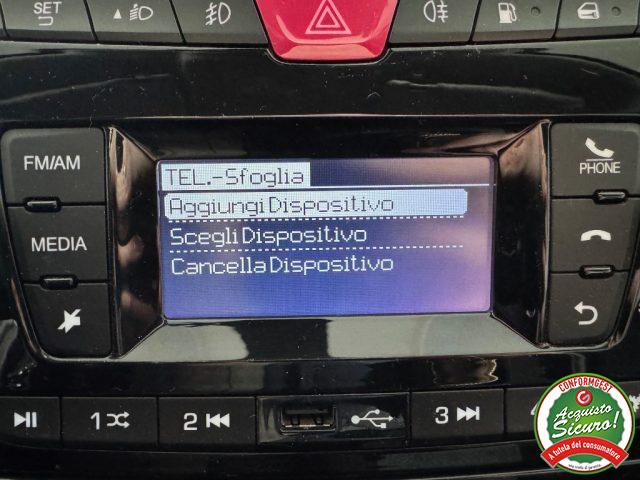 SET
FM/AM
MEDIA
TEL.-Sfoglia
Aggiungi Dispositivo
Scegli Dispositivo
Cancella Dispositivo
PHONE
1
2
3
CONFORMGEST
Acquisto
Sicuro!
A tutela del consumatore